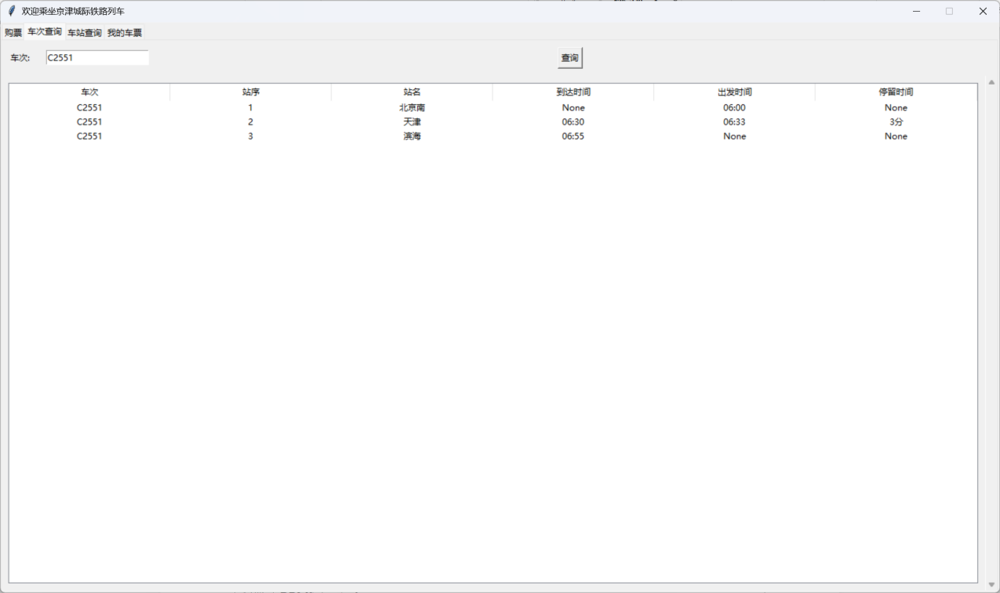 欢迎乘坐京津城际铁路列车
购票 车次查询 车站查询 我的车票
车次: C2551 查询
车次 站序 站名 到达时间 出发时间 停留时间
C2551 1 北京南 None 06:00 None
C2551 2 天津 06:30 06:33 3分
C2551 3 滨海 06:55 None None